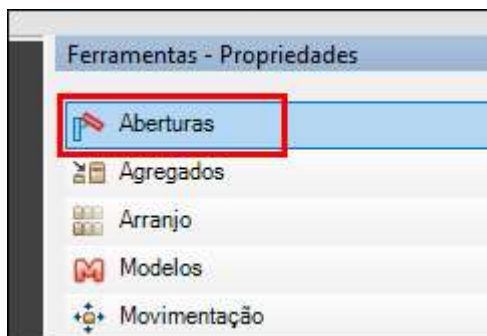 Ferramentas - Propriedades
Aberturas
Agregados
Arranjo
Modelos
Movimentação